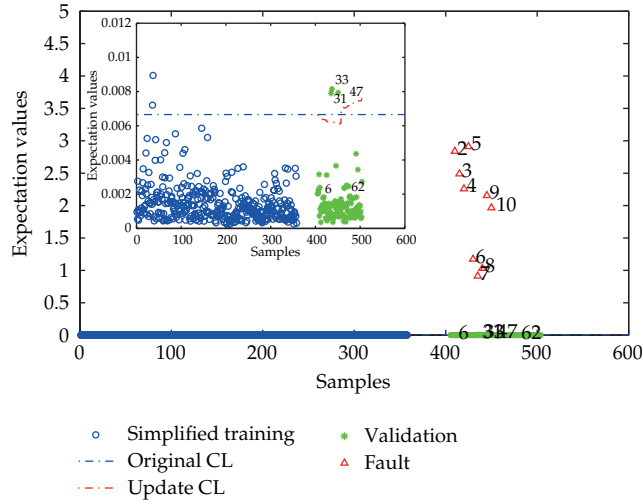 Expectation values
5
4.5
4
3.5
3
2.5
2
1.5
1
0.5
0
0 100 200 300 400 500 600
Samples
Expectation values
0.012
0.01
0.008
0.006
0.004
0.002
0
0 100 200 300 400 500 600
Samples
33
31 47
6 62
2 5
3
4 9
10
6
8
7
6 47 62
Simplified training
Original CL
Update CL
Validation
Fault